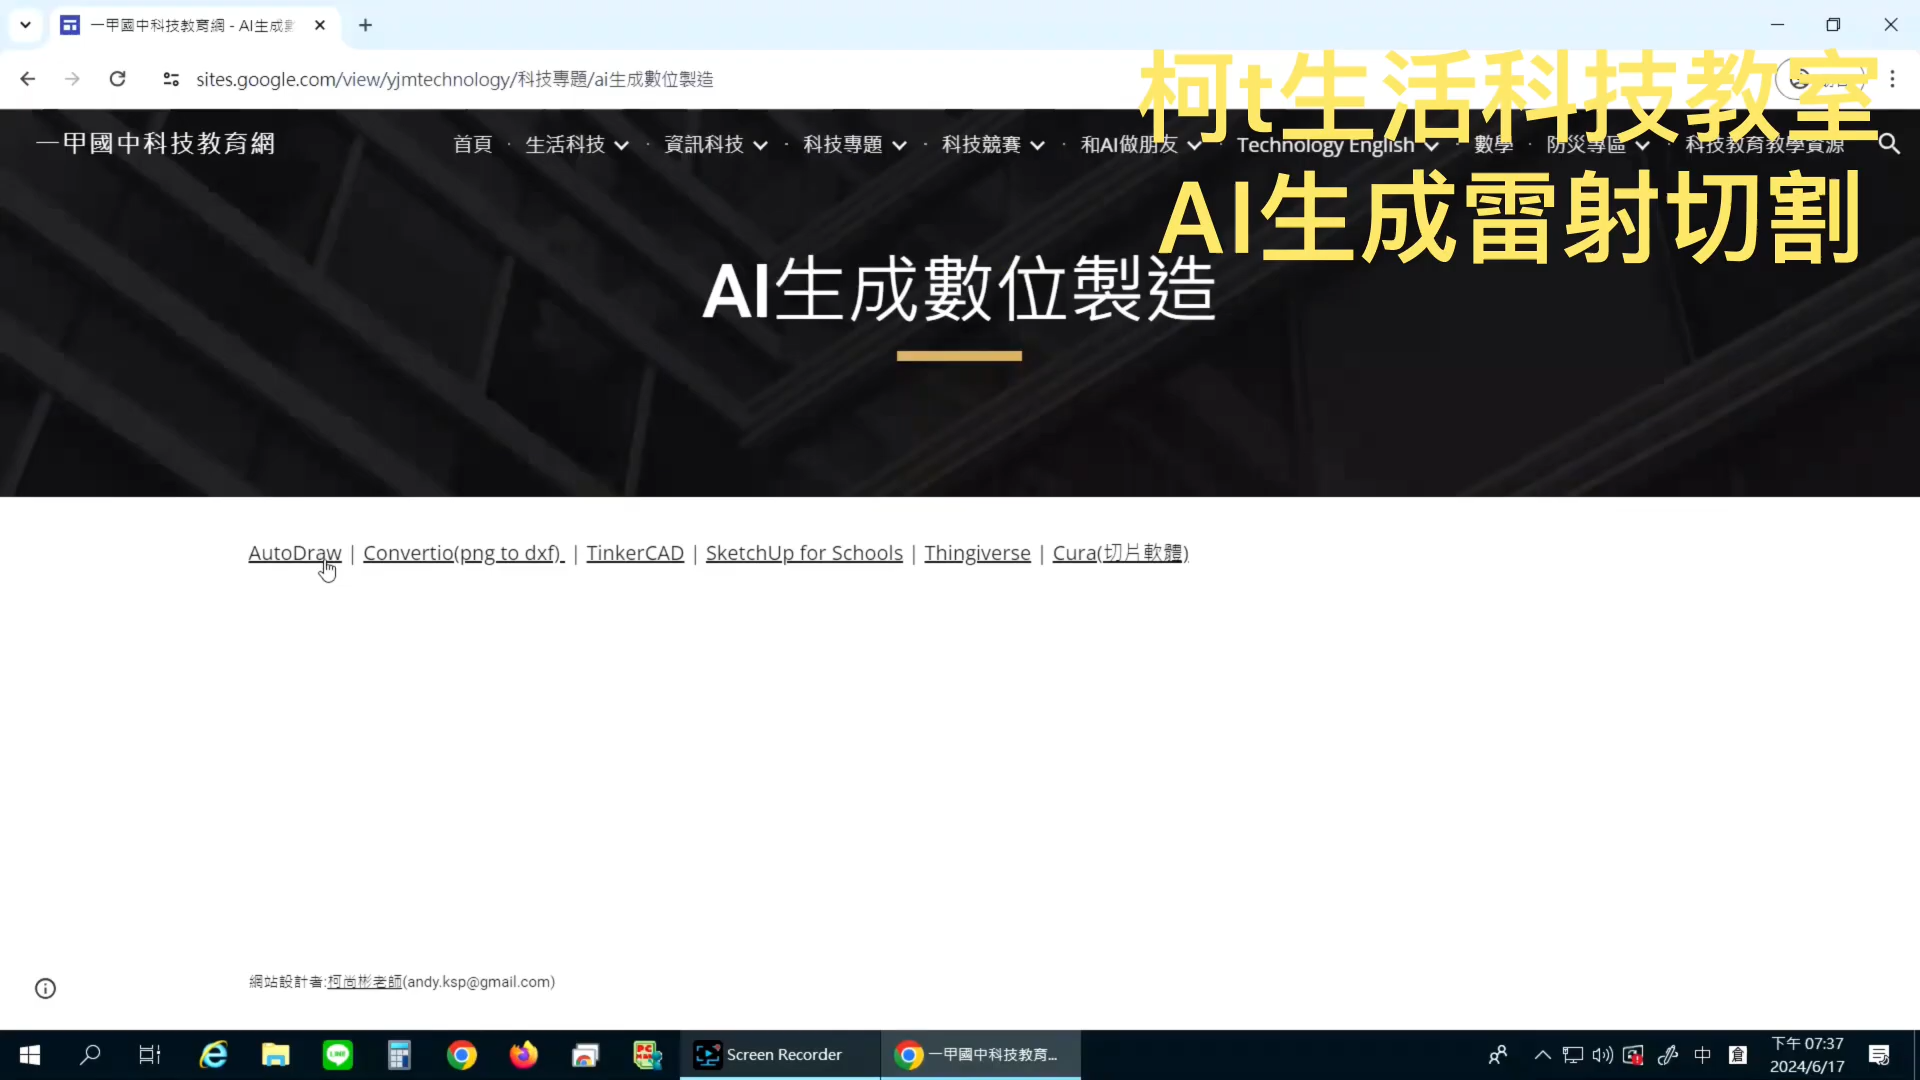 一甲國中科技教育網 - AI生成
sites.google.com/view/yjmtechnology/科技專題/ai生成數位製造
柯t生活科技教室
一甲國中科技教育網
首頁 · 生活科技 · 資訊科技 · 科技專題 · 科技競賽 · 和AI做朋友 · Technology English · 數學 · 防災專區 · 科技教育教學資源
AI生成雷射切割
AI生成數位製造
AutoDraw | Convertio(png to dxf) | TinkerCAD | SketchUp for Schools | Thingiverse | Cura(切片軟體)
網站設計者:柯尚彬老師(andy.ksp@gmail.com)
Screen Recorder
一甲國中科技教育...
中
倉
下午 07:37
2024/6/17